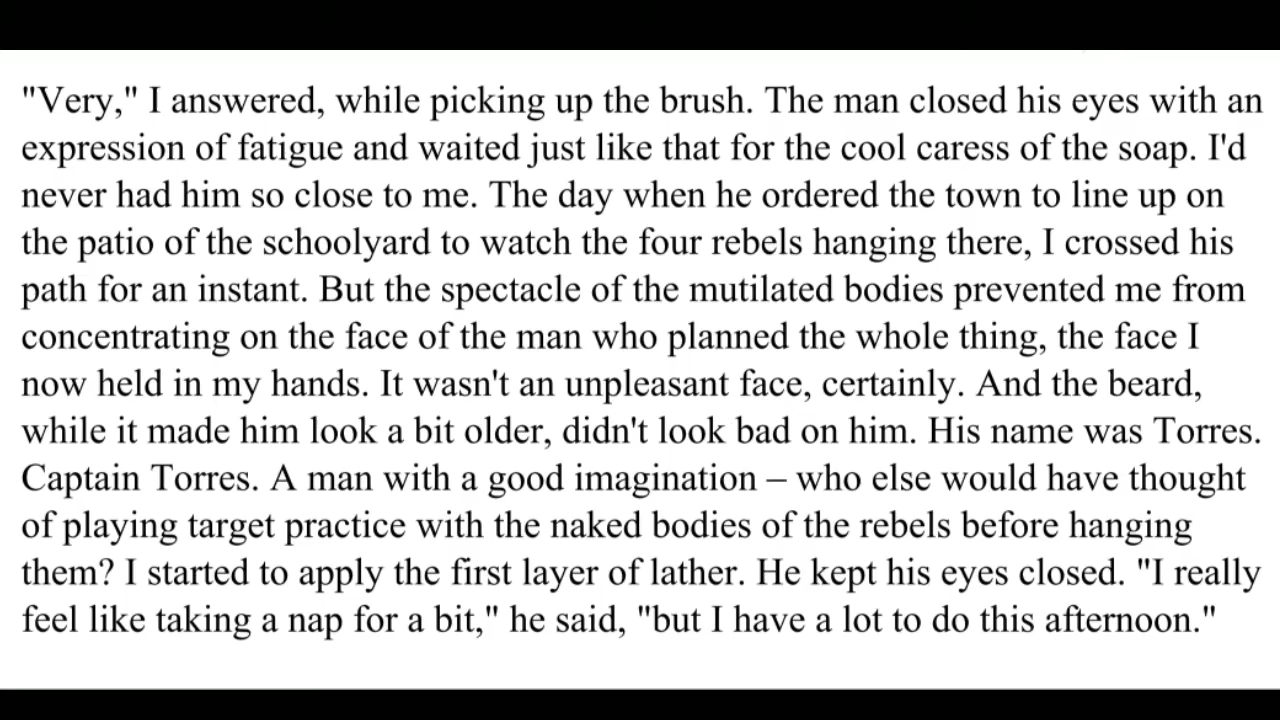 "Very," I answered, while picking up the brush. The man closed his eyes with an
expression of fatigue and waited just like that for the cool caress of the soap. I'd
never had him so close to me. The day when he ordered the town to line up on
the patio of the schoolyard to watch the four rebels hanging there, I crossed his
path for an instant. But the spectacle of the mutilated bodies prevented me from
concentrating on the face of the man who planned the whole thing, the face I
now held in my hands. It wasn't an unpleasant face, certainly. And the beard,
while it made him look a bit older, didn't look bad on him. His name was Torres.
Captain Torres. A man with a good imagination – who else would have thought
of playing target practice with the naked bodies of the rebels before hanging
them? I started to apply the first layer of lather. He kept his eyes closed. "I really
feel like taking a nap for a bit," he said, "but I have a lot to do this afternoon."